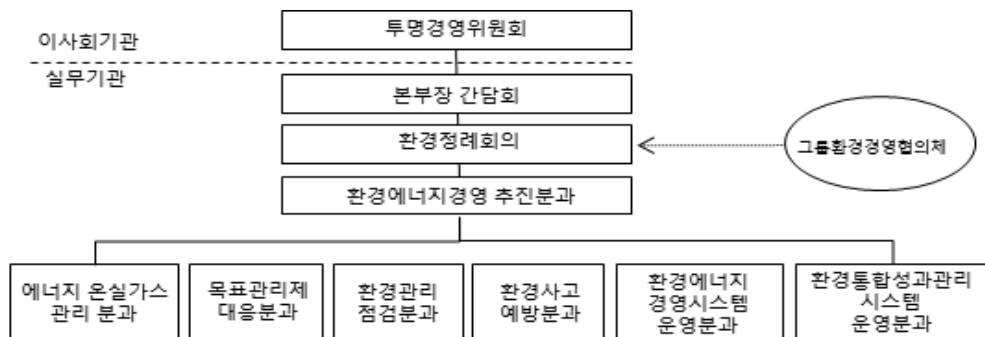 투명경영위원회
이사회기관
실무기관
본부장 간담회
환경정례회의
그룹환경경영협의체
환경에너지경영 추진분과
에너지 온실가스
관리 분과
목표관리제
대응분과
환경관리
점검분과
환경사고
예방분과
환경에너지
경영시스템
운영분과
환경통합성과관리
시스템
운영분과